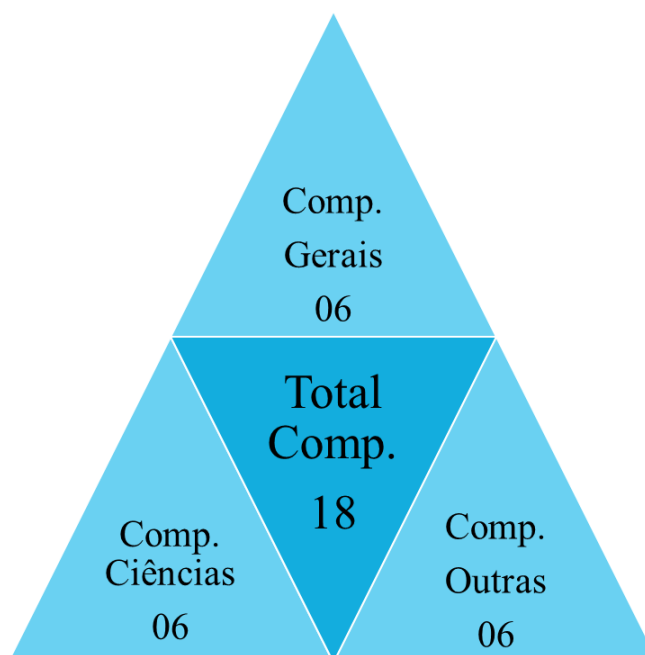 Comp.
Gerais
06
Total
Comp.
18
Comp.
Ciências
06
Comp.
Outras
06